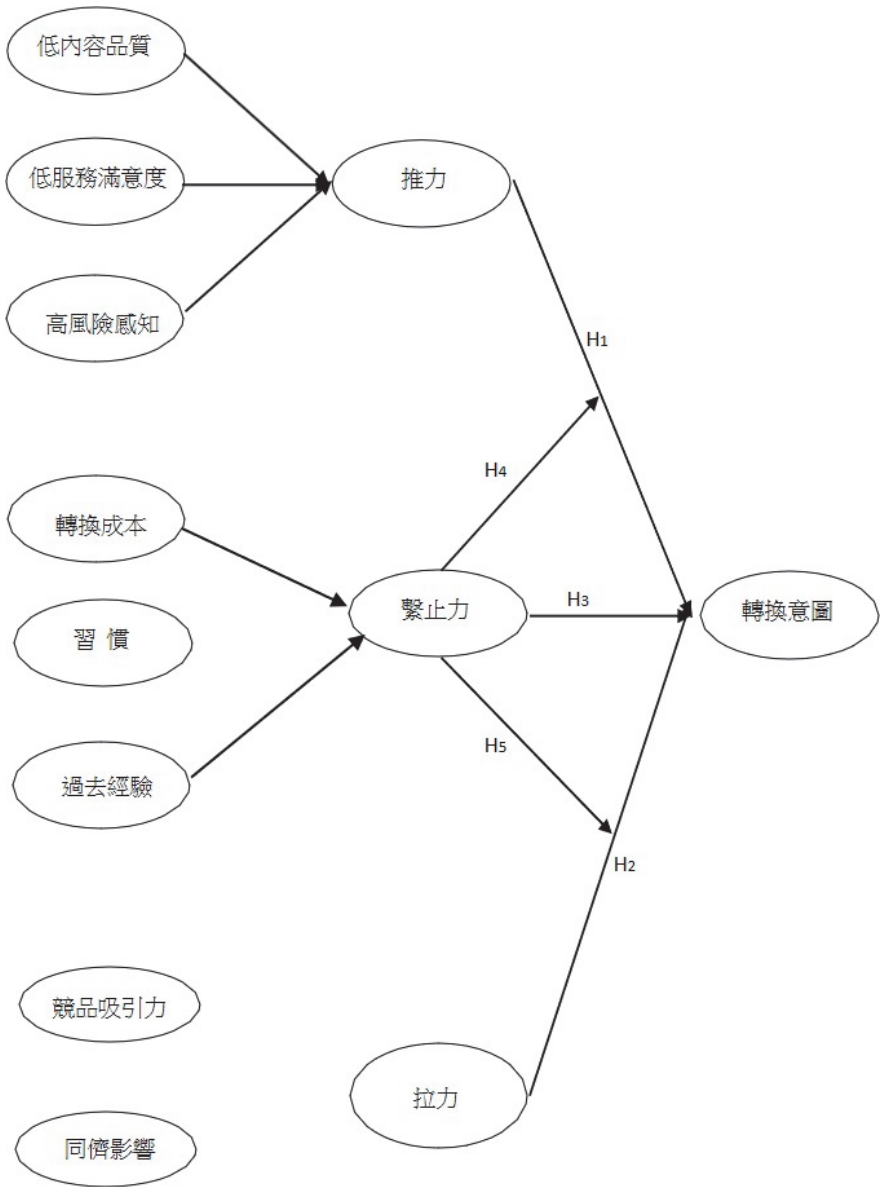 低內容品質
低服務滿意度
推力
高風險感知
H1
H4
轉換成本
繫止力
H3
轉換意圖
習 慣
H5
過去經驗
H2
競品吸引力
拉力
同儕影響